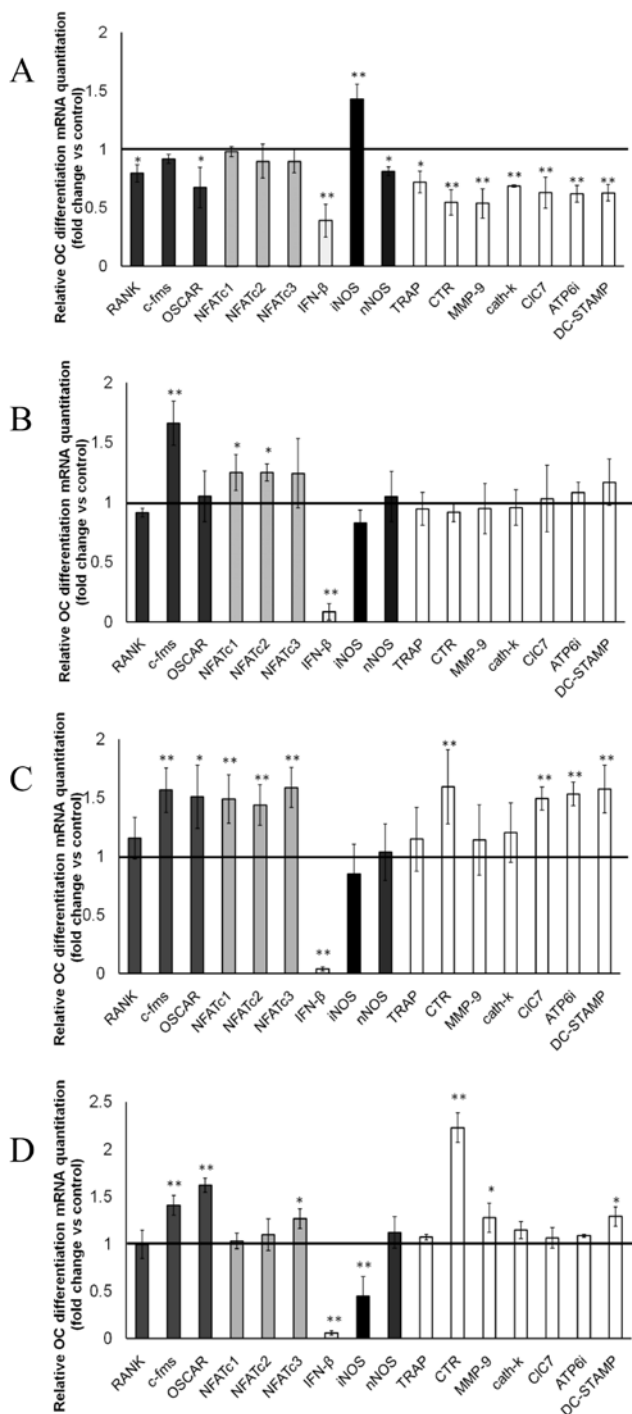 A
Relative OC differentiation mRNA quantitation
(fold change vs control)
2
1.5
1
0.5
0
* * ** ** * * ** ** ** ** ** **
RANK c-fms OSCAR NFATc1 NFATc2 NFATc3 IFN-β iNOS nNOS TRAP CTR MMP-9 cath-k ClC7 ATP6i DC-STAMP
B
Relative OC differentiation mRNA quantitation
(fold change vs control)
2
1.5
1
0.5
0
** * * **
RANK c-fms OSCAR NFATc1 NFATc2 NFATc3 IFN-β iNOS nNOS TRAP CTR MMP-9 cath-k ClC7 ATP6i DC-STAMP
C
Relative OC differentitation mRNA quantitation
(fold change vs control)
2
1.5
1
0.5
0
** * ** ** ** ** ** ** ** **
RANK c-fms OSCAR NFATc1 NFATc2 NFATc3 IFN-β iNOS nNOS TRAP CTR MMP-9 cath-k ClC7 ATP6i DC-STAMP
D
Relative OC differentiation mRNA quantitation
(fold change vs control)
2.5
2
1.5
1
0.5
0
** ** * ** ** ** * *
RANK c-fms OSCAR NFATc1 NFATc2 NFATc3 IFN-β iNOS nNOS TRAP CTR MMP-9 cath-k ClC7 ATP6i DC-STAMP